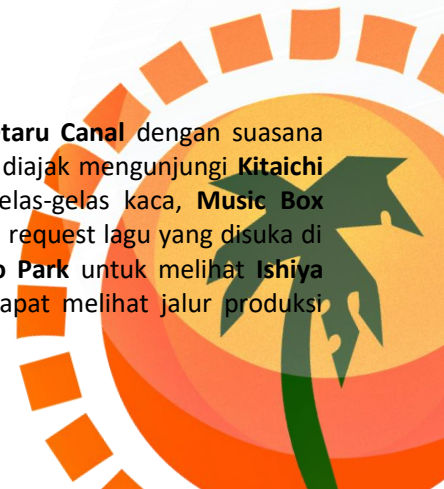 taru Canal dengan suasana
diajak mengunjungi Kitaichi
elas-gelas kaca, Music Box
request lagu yang disuka di
o Park untuk melihat Ishiya
apat melihat jalur produksi